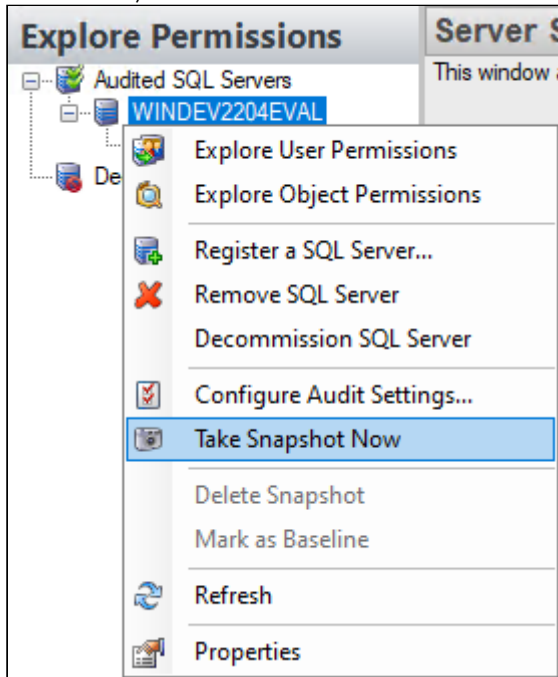 Explore Permissions
Server S
Audited SQL Servers
This window
WINDEV2204EVAL
De
Explore User Permissions
Explore Object Permissions
Register a SQL Server...
Remove SQL Server
Decommission SQL Server
Configure Audit Settings...
Take Snapshot Now
Delete Snapshot
Mark as Baseline
Refresh
Properties